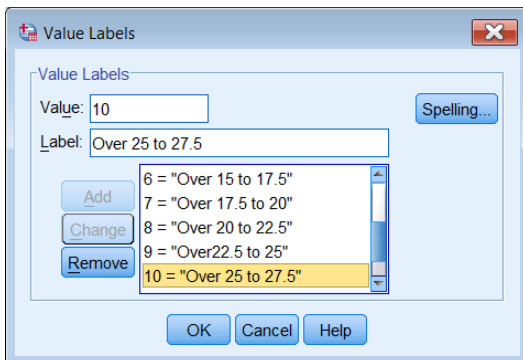 Value Labels
Value Labels
Value: 10
Spelling...
Label: Over 25 to 27.5
6 = "Over 15 to 17.5"
Add
7 = "Over 17.5 to 20"
Change
8 = "Over 20 to 22.5"
9 = "Over22.5 to 25"
Remove
10 = "Over 25 to 27.5"
OK Cancel Help